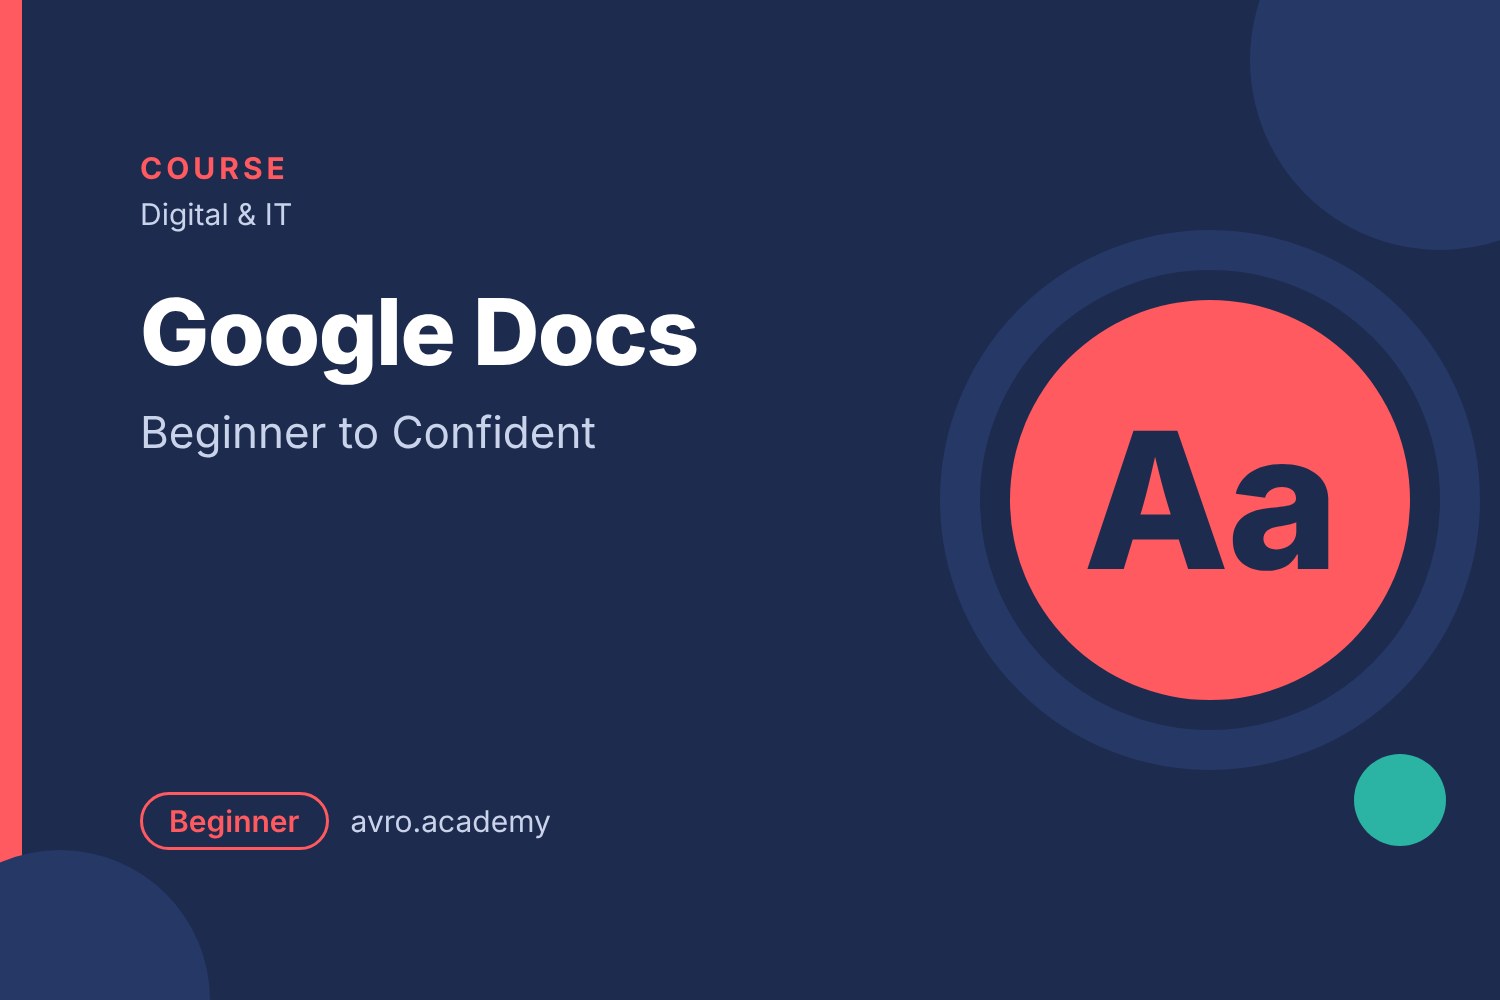 COURSE
Digital & IT
Google Docs
Beginner to Confident
Aa
Beginner
avro.academy